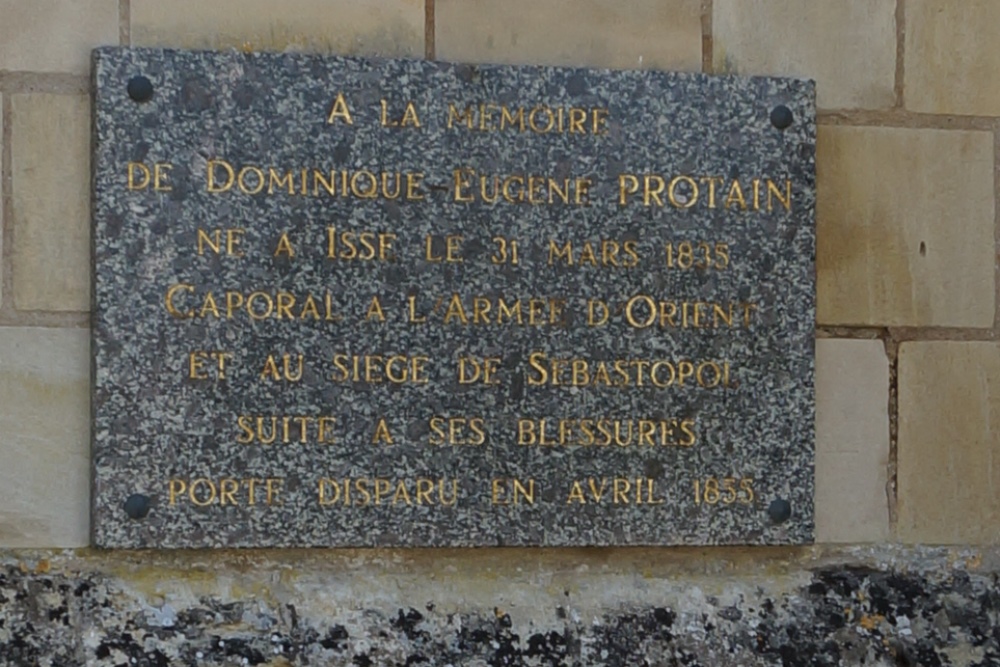 A LA MEMOIRE
DE DOMINIQUE-EUGENE PROTAIN
NE A ISSE LE 31 MARS 1835
CAPORAL A L'ARMEE D'ORIENT
ET AU SIEGE DE SEBASTOPOL
SUITE A SES BLESSURES
PORTE DISPARU EN AVRIL 1855